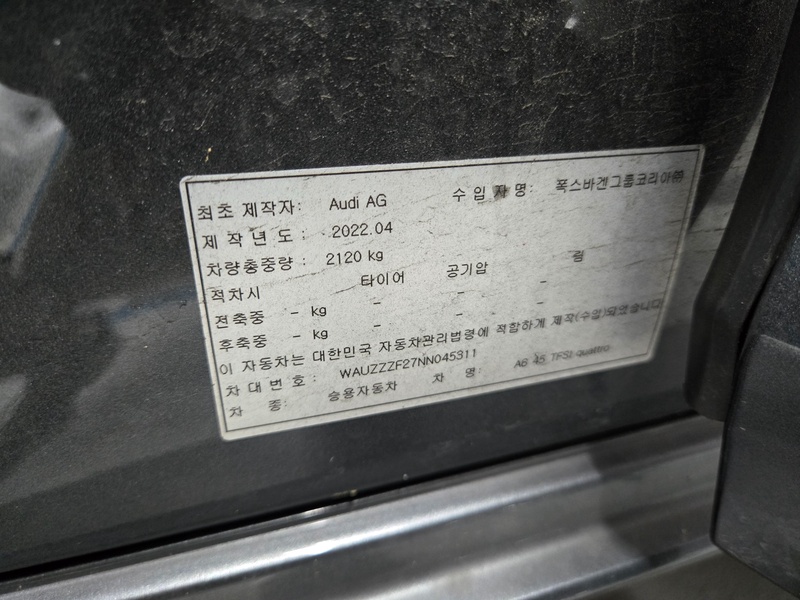 최초 제작자: Audi AG 수 입 자 명: 폭스바겐그룹코리아㈜
제 작 년 도 : 2022.04
차량총중량 : 2120 kg
적차시 타이어 공기압 림
전축중 - kg - - -
후축중 - kg - - -
이 자동차는 대한민국 자동차관리법령에 적합하게 제작(수입)되었습니다
차 대 번 호 : WAUZZZF27NN045311
차 종: 승용자동차 차 명: A6 45 TFSI quattro